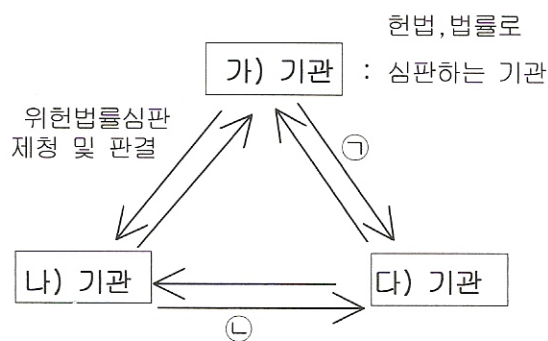 헌법,법률로
가) 기관 : 심판하는 기관
위헌법률심판
제청 및 판결
㉠
나) 기관
다) 기관
㉡